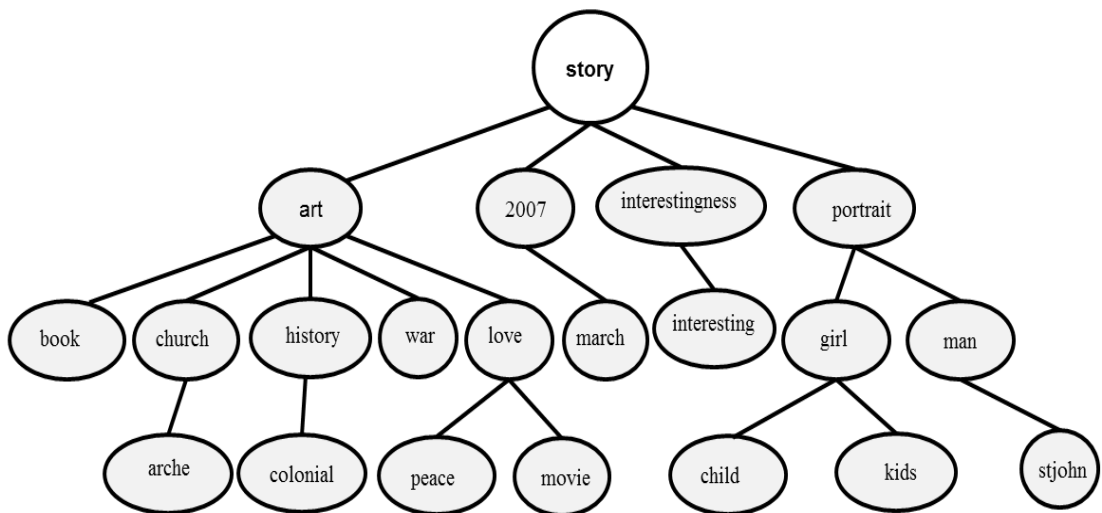 story
art
2007
interestingness
portrait
book
church
history
war
love
march
interesting
girl
man
arche
colonial
peace
movie
child
kids
stjohn